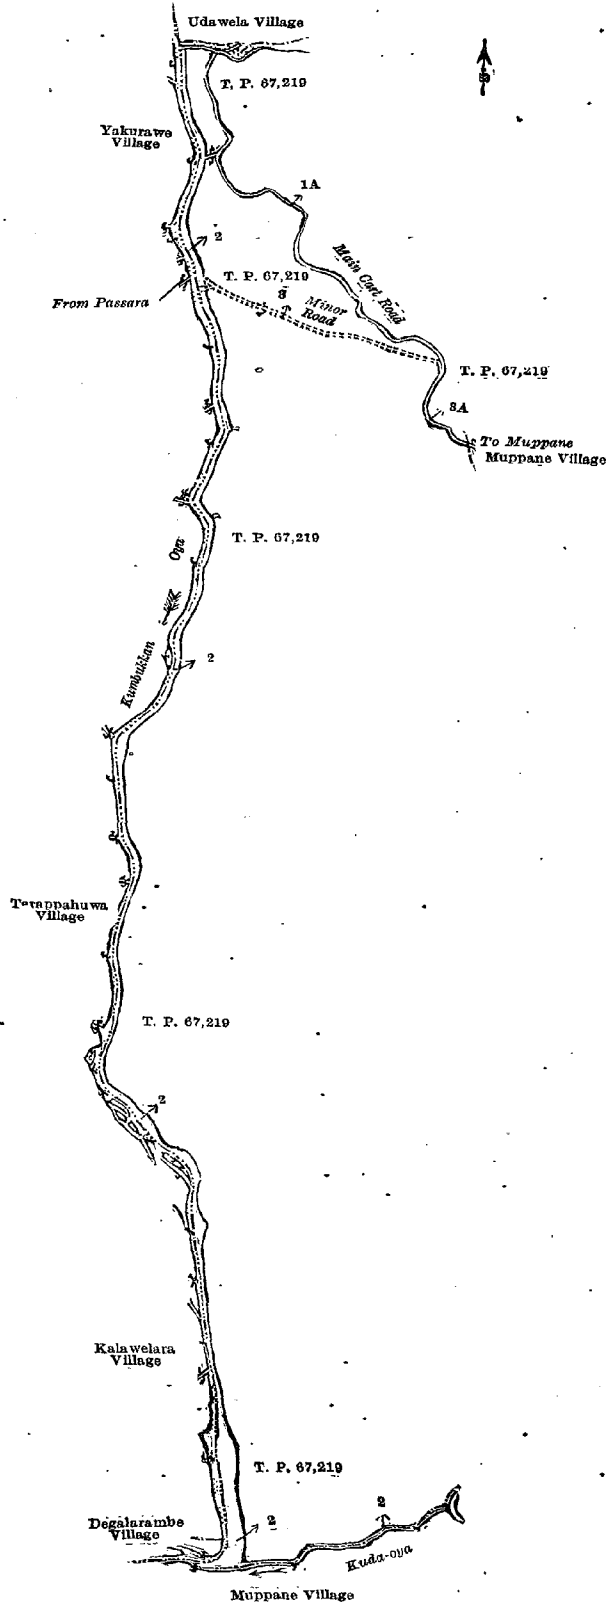 Udawela Village
T. P. 67,219
Yakurawe
Village
1A
2
Main Cart Road
T. P. 67,219
From Passara
3
Minor
Road
T. P. 67,219
3A
To Muppane
Muppane Village
T. P. 67,219
Oya
Kumbukkan
2
Village
T. P. 67,219
2
Kalawelara
Village
T. P. 67,219
Degalarambe
Village
2
2
Kuda-oya
Muppane Village